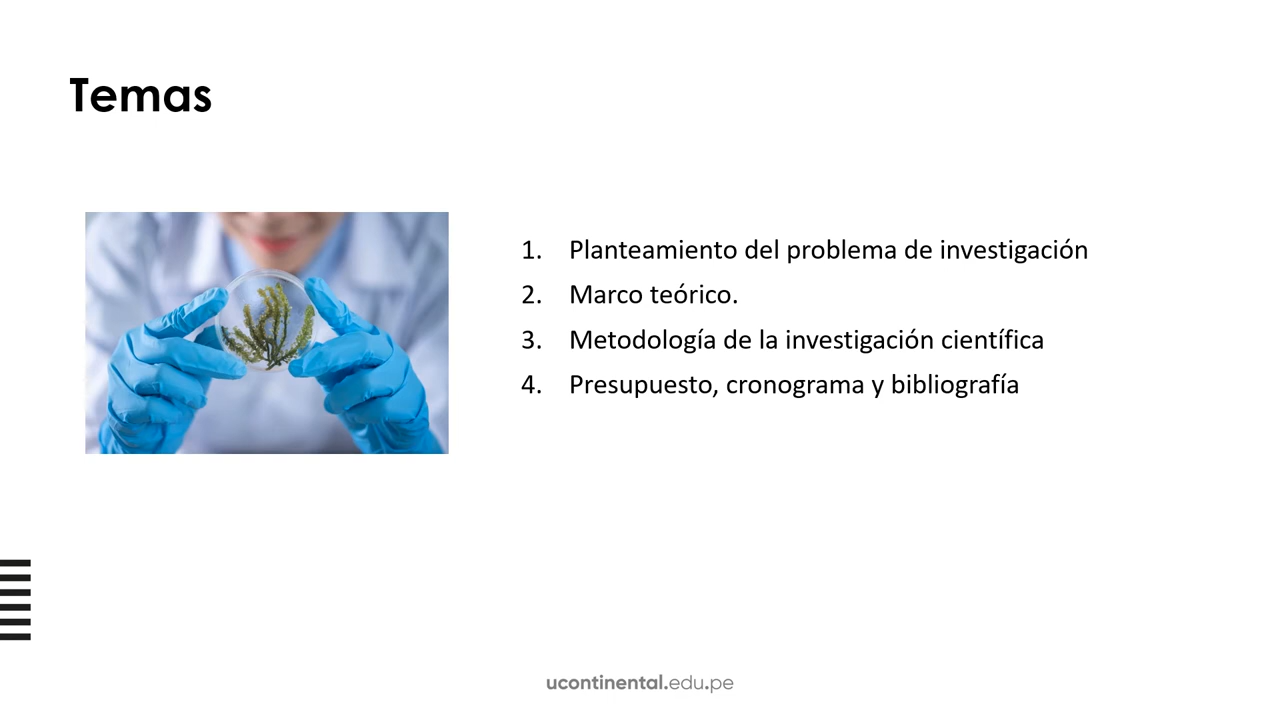 Temas
1. Planteamiento del problema de investigación
2. Marco teórico.
3. Metodología de la investigación científica
4. Presupuesto, cronograma y bibliografía
ucontinental.edu.pe